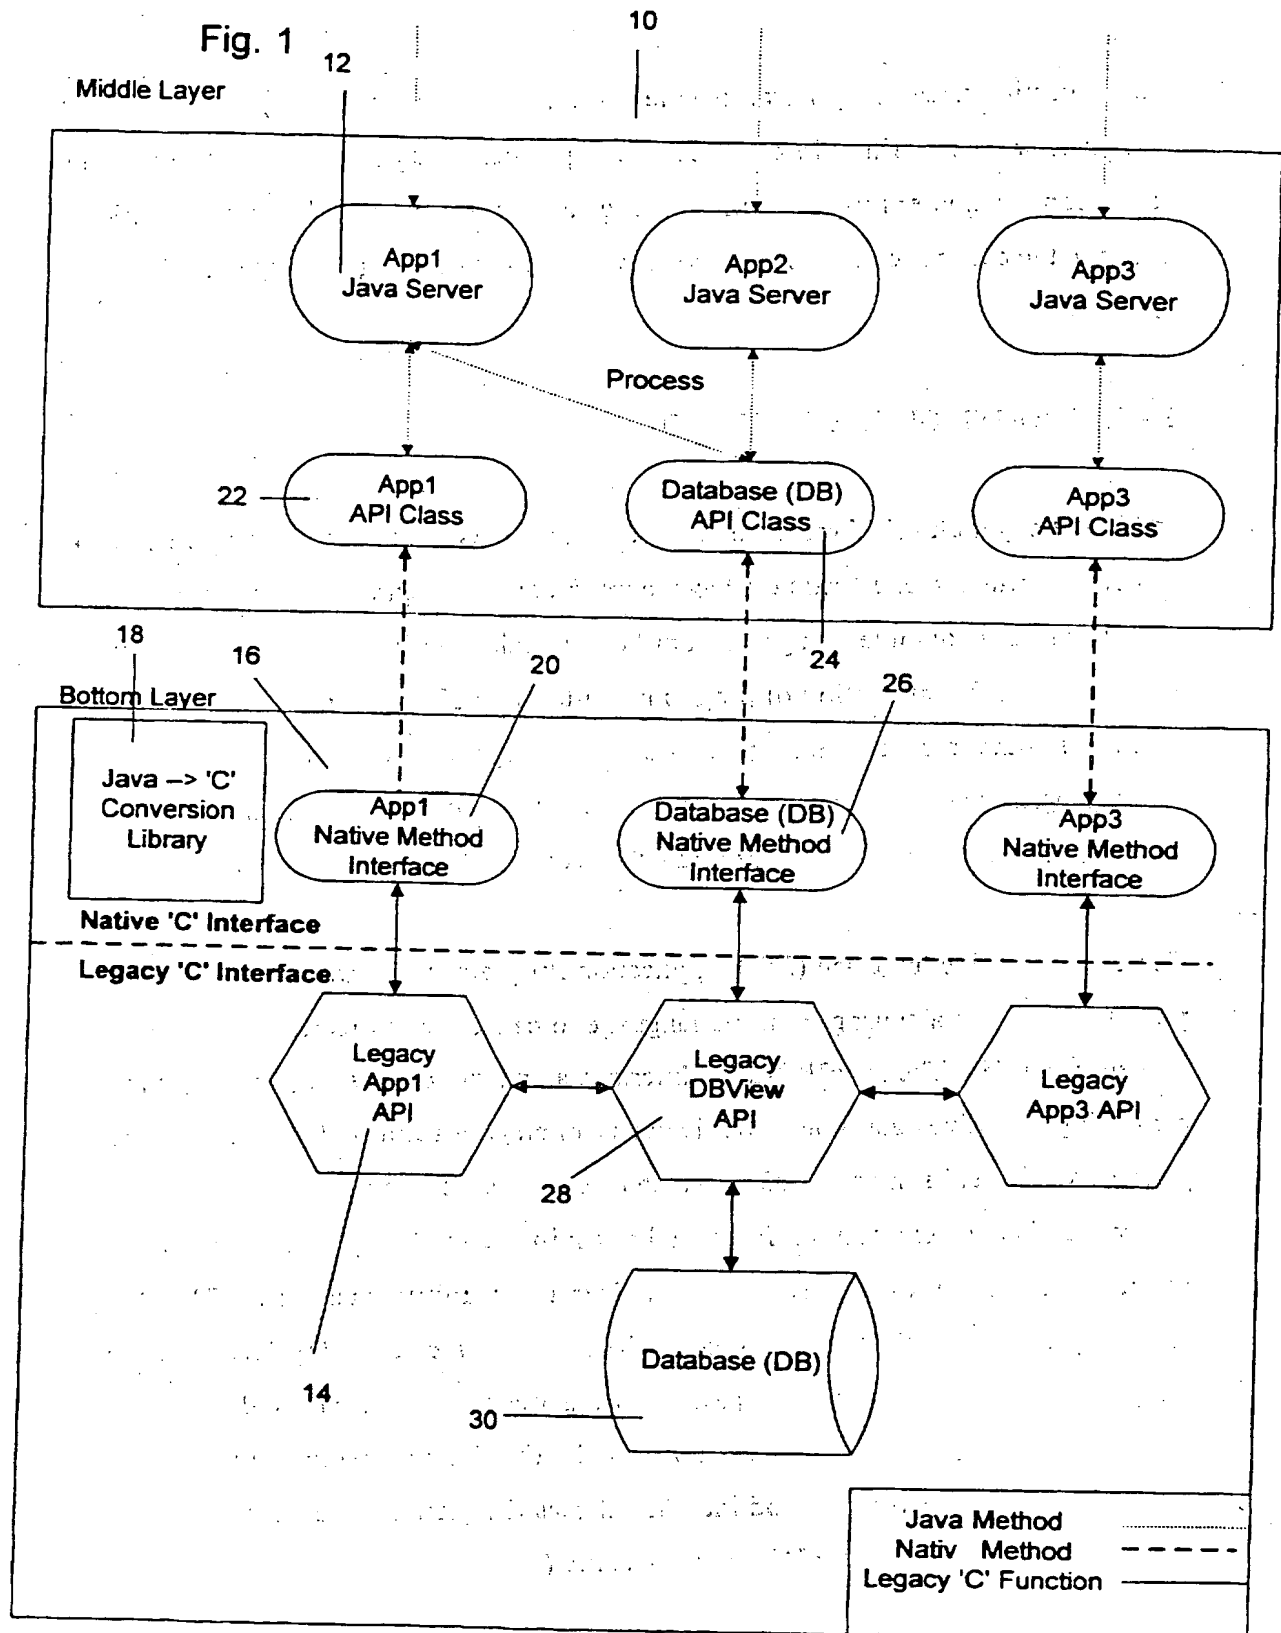 Fig. 1
10
12
Middle Layer
App1
Java Server
App2
Java Server
App3
Java Server
Process
22
App1
API Class
Database (DB)
API Class
App3
API Class
18
16
20
24
26
Bottom Layer
Java --> 'C'
Conversion
Library
App1
Native Method
Interface
Database (DB)
Native Method
Interface
App3
Native Method
Interface
Native 'C' Interface
Legacy 'C' Interface
Legacy
App1
API
Legacy
DBView
API
Legacy
App3 API
28
14
Database (DB)
30
Java Method
Nativ Method
Legacy 'C' Function